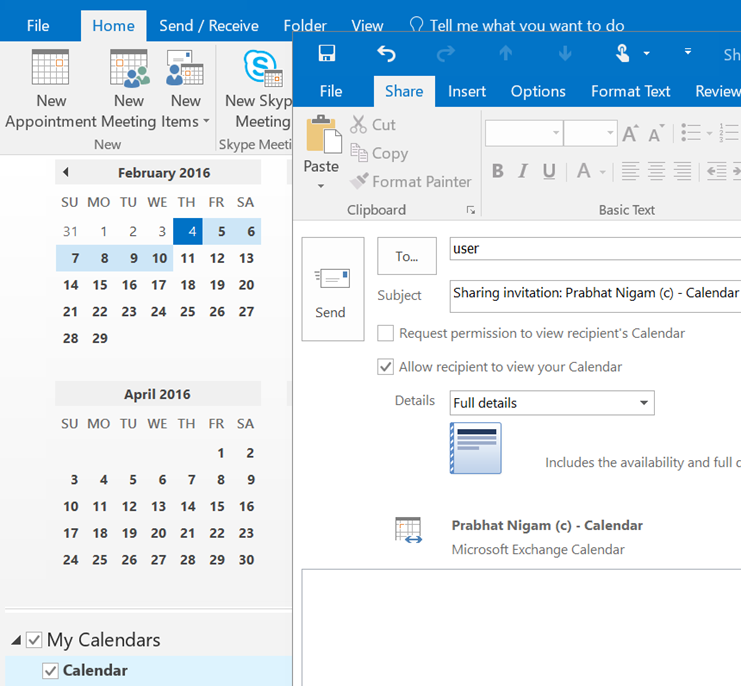 File Home Send / Receive Folder View Tell me what you want to do
New Appointment
New Meeting
New Items
New
New Skyp
Meeting
Skype Meeti
February 2016
SU MO TU WE TH FR SA
31 1 2 3 4 5 6
7 8 9 10 11 12 13
14 15 16 17 18 19 20
21 22 23 24 25 26 27
28 29
April 2016
SU MO TU WE TH FR SA
1 2
3 4 5 6 7 8 9
10 11 12 13 14 15 16
17 18 19 20 21 22 23
24 25 26 27 28 29 30
My Calendars
Calendar
Sh
File Share Insert Options Format Text Review
Paste
Cut
Copy
Format Painter
Clipboard
B I U A
Basic Text
Send
To...
user
Subject
Sharing invitation: Prabhat Nigam (c) - Calendar
Request permission to view recipient's Calendar
Allow recipient to view your Calendar
Details
Full details
Includes the availability and full d
Prabhat Nigam (c) - Calendar
Microsoft Exchange Calendar